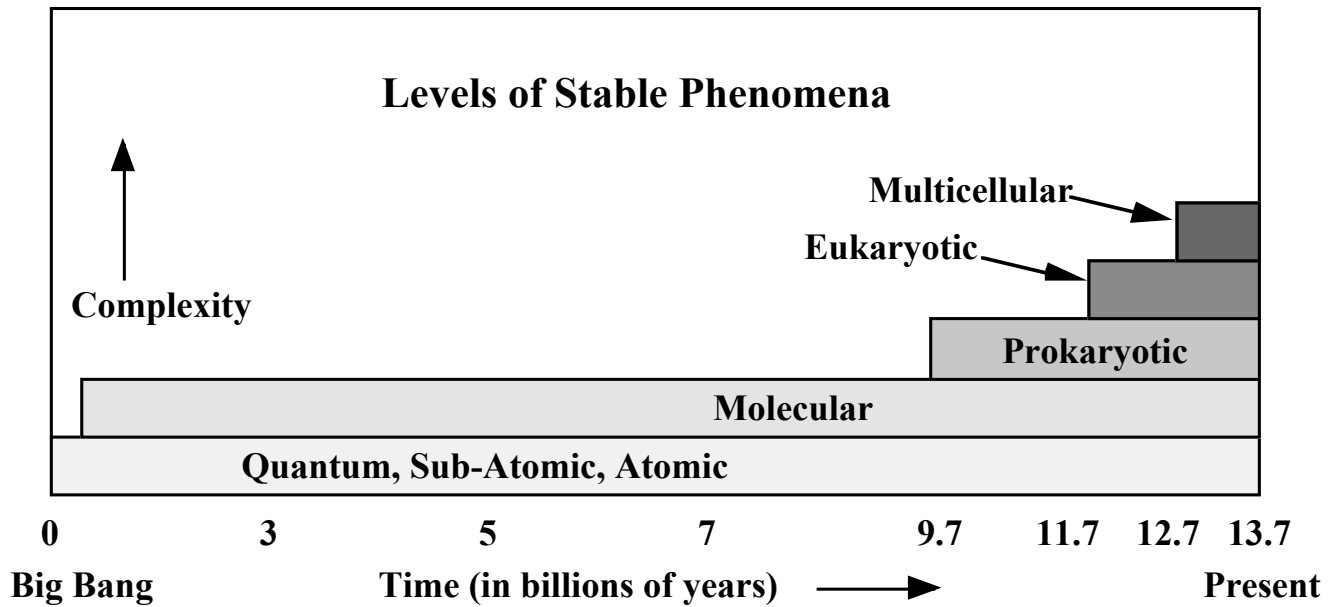 Levels of Stable Phenomena
Multicellular
Eukaryotic
Complexity
Prokaryotic
Molecular
Quantum, Sub-Atomic, Atomic
0 3 5 7 9.7 11.7 12.7 13.7
Big Bang Time (in billions of years) Present